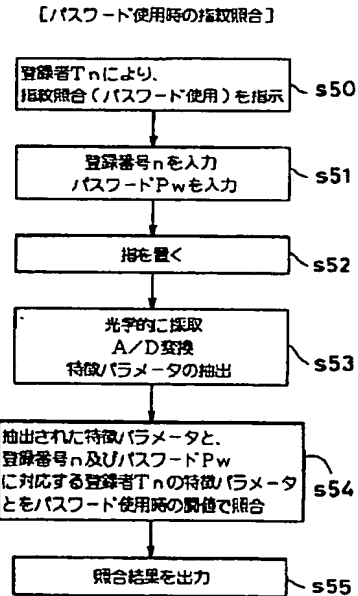 [パスワード使用時の指紋照合]
登録者Tnにより、
指紋照合(パスワード使用)を指示
s50
登録番号nを入力
パスワードPwを入力
s51
指を置く
s52
光学的に採取
A/D変換
特徴パラメータの抽出
s53
抽出された特徴パラメータと、
登録番号n及びパスワードPw
に対応する登録者Tnの特徴パラメータ
とをパスワード使用時の閾値で照合
s54
照合結果を出力
s55